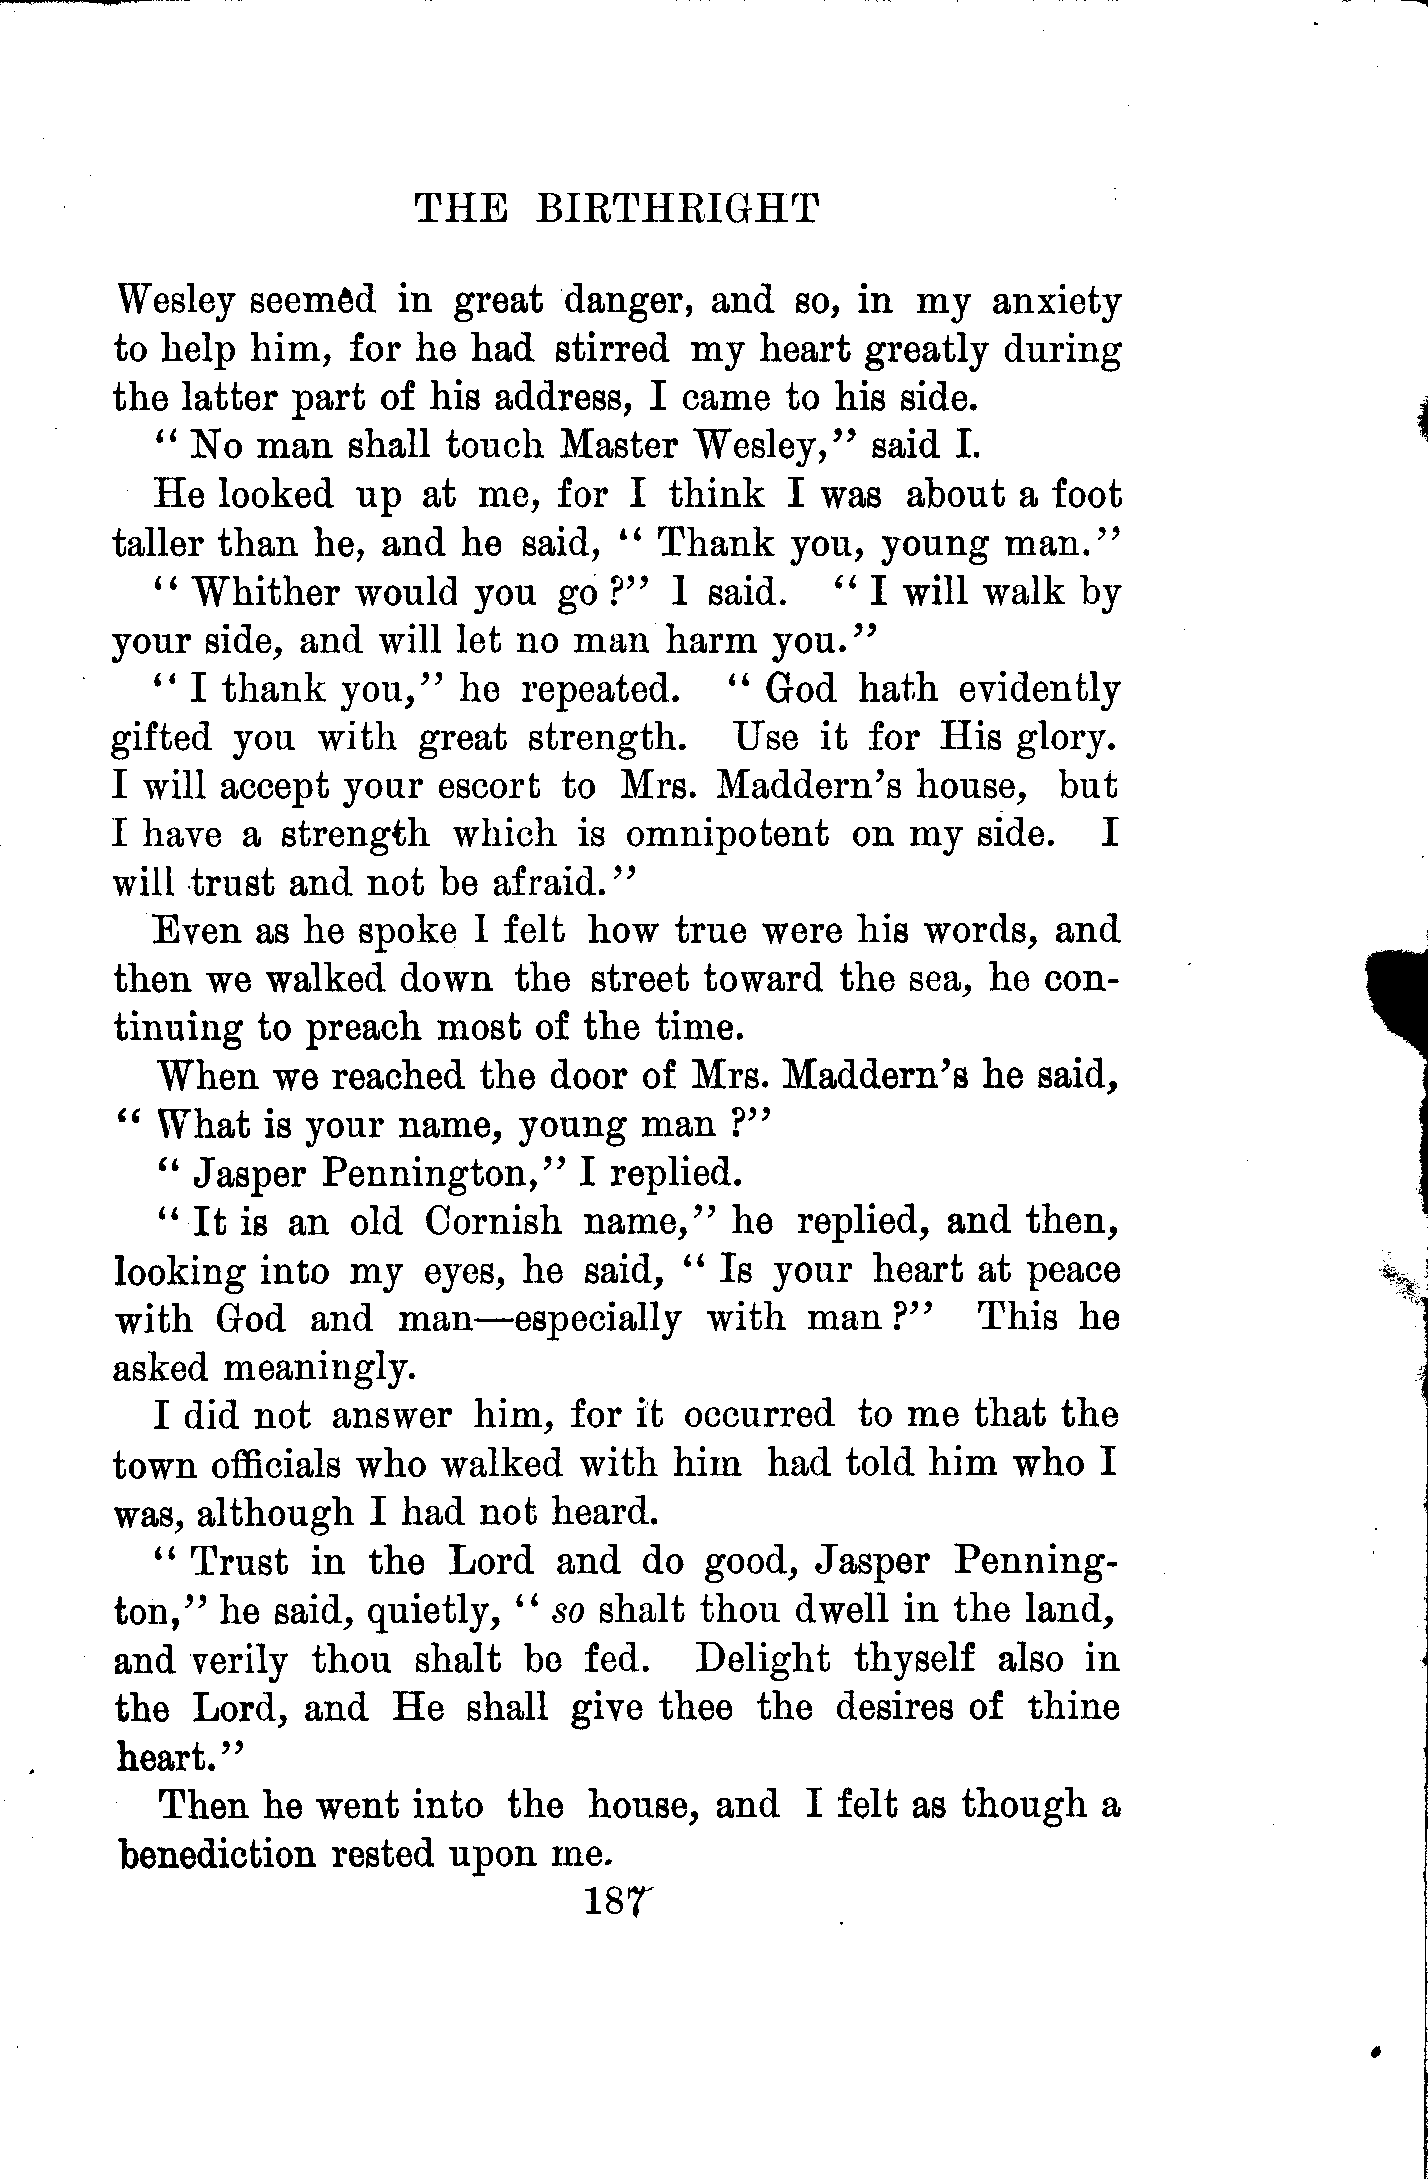 THE BIRTHRIGHT
Wesley seemed in great danger, and so, in my anxiety
to help him, for he had stirred my heart greatly during
the latter part of his address, I came to his side.
“ No man shall touch Master Wesley,” said I.
He looked up at me, for I think I was about a foot
taller than he, and he said, “ Thank you, young man.”
“ Whither would you go ?” I said. “ I will walk by
your side, and will let no man harm you.”
“ I thank you,” he repeated. “ God hath evidently
gifted you with great strength. Use it for His glory.
I will accept your escort to Mrs. Maddern’s house, but
I have a strength which is omnipotent on my side. I
will trust and not be afraid.”
Even as he spoke I felt how true were his words, and
then we walked down the street toward the sea, he con-
tinuing to preach most of the time.
When we reached the door of Mrs. Maddern’s he said,
“ What is your name, young man ?”
“ Jasper Pennington,” I replied.
“ It is an old Cornish name,” he replied, and then,
looking into my eyes, he said, “ Is your heart at peace
with God and man—especially with man ?” This he
asked meaningly.
I did not answer him, for it occurred to me that the
town officials who walked with him had told him who I
was, although I had not heard.
“ Trust in the Lord and do good, Jasper Penning-
ton,” he said, quietly, “ so shalt thou dwell in the land,
and verily thou shalt be fed. Delight thyself also in
the Lord, and He shall give thee the desires of thine
heart.”
Then he went into the house, and I felt as though a
benediction rested upon me.
187